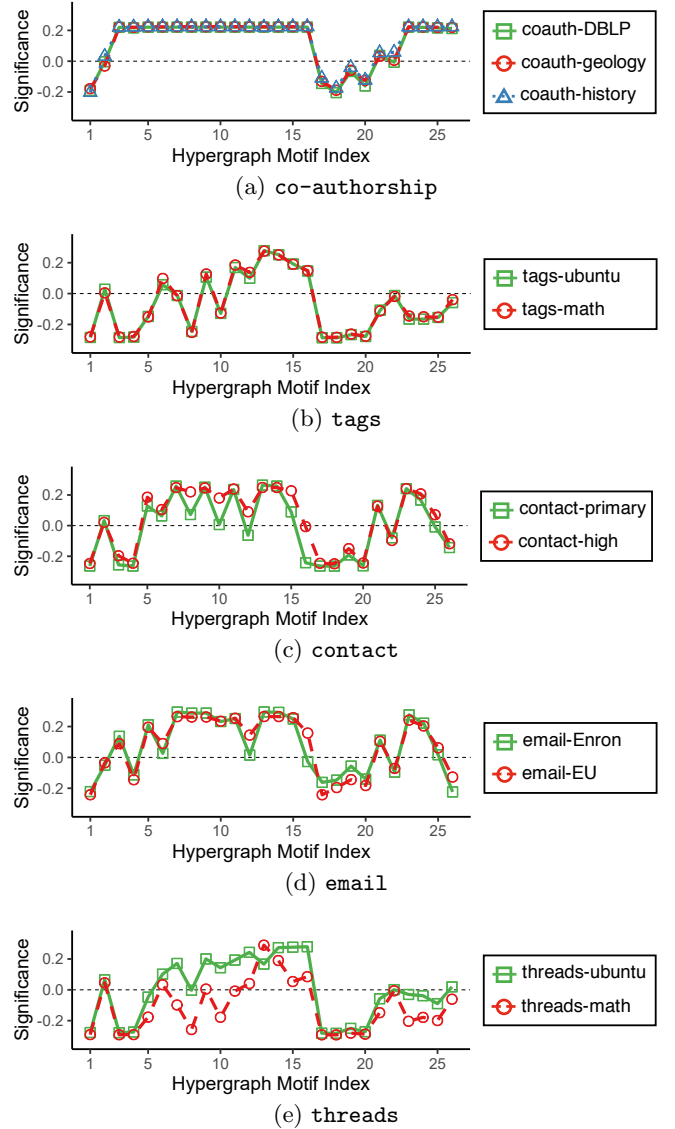 Significance
0.2
0.0
-0.2
1 5 10 15 20 25
Hypergraph Motif Index
coauth-DBLP
coauth-geology
coauth-history
(a) co-authorship
Significance
0.2
0.0
-0.2
1 5 10 15 20 25
Hypergraph Motif Index
tags-ubuntu
tags-math
(b) tags
Significance
0.2
0.0
-0.2
1 5 10 15 20 25
Hypergraph Motif Index
contact-primary
contact-high
(c) contact
Significance
0.2
0.0
-0.2
1 5 10 15 20 25
Hypergraph Motif Index
email-Enron
email-EU
(d) email
Significance
0.2
0.0
-0.2
1 5 10 15 20 25
Hypergraph Motif Index
threads-ubuntu
threads-math
(e) threads